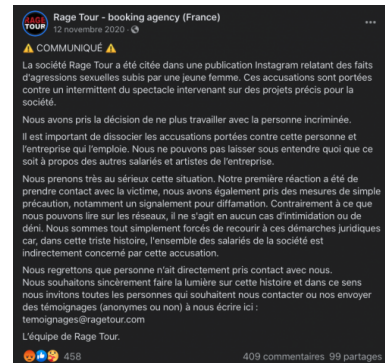 RAGE TOUR
Rage Tour - booking agency (France)
12 novembre 2020 ·
⚠ COMMUNIQUÉ ⚠
La société Rage Tour a été citée dans une publication Instagram relatant des faits
d'agressions sexuelles subis par une jeune femme. Ces accusations sont portées
contre un intermittent du spectacle intervenant sur des projets précis pour la
société.
Nous avons pris la décision de ne plus travailler avec la personne incriminée.
Il est important de dissocier les accusations portées contre cette personne et
l'entreprise qui l'emploie. Nous ne pouvons pas laisser sous entendre quoi que ce
soit à propos des autres salariés et artistes de l'entreprise.
Nous prenons très au sérieux cette situation. Notre première réaction a été de
prendre contact avec la victime, nous avons également pris des mesures de simple
précaution, notamment un signalement pour diffamation. Contrairement à ce que
nous pouvons lire sur les réseaux, il ne s'agit en aucun cas d'intimidation ou de
déni. Nous sommes tout simplement forcés de recourir à ces démarches juridiques
car, dans cette triste histoire, l'ensemble des salariés de la société est
indirectement concerné par cette accusation.
Nous regrettons que personne n'ait directement pris contact avec nous.
Nous souhaitons sincèrement faire la lumière sur cette histoire et dans ce sens
nous invitons toutes les personnes qui souhaitent nous contacter ou nos envoyer
des témoignages (anonymes ou non) à nous écrire ici :
temoignages@ragetour.com
L'équipe de Rage Tour.
458
409 commentaires 99 partages